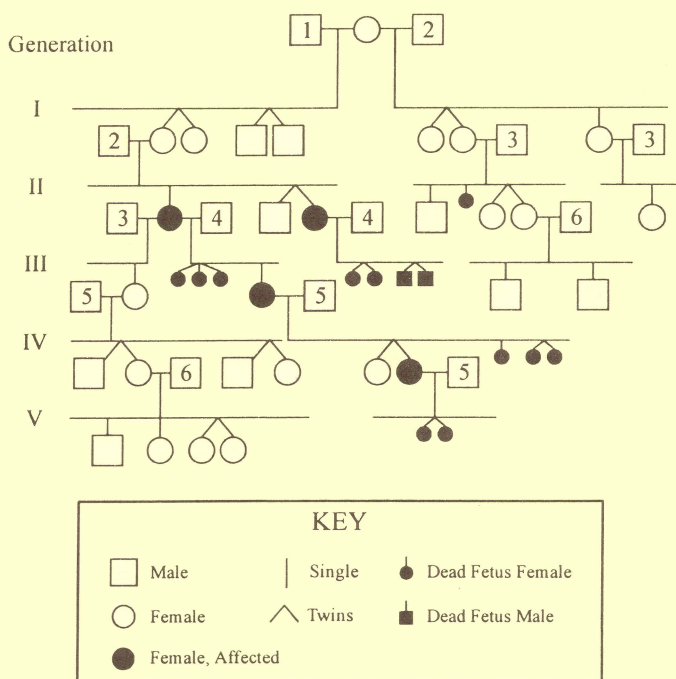 1 2
Generation
I
2 3 3
II
3 4 4 6
III
5 5
IV
6 5
V
KEY
Male Single Dead Fetus Female
Female Twins Dead Fetus Male
Female, Affected